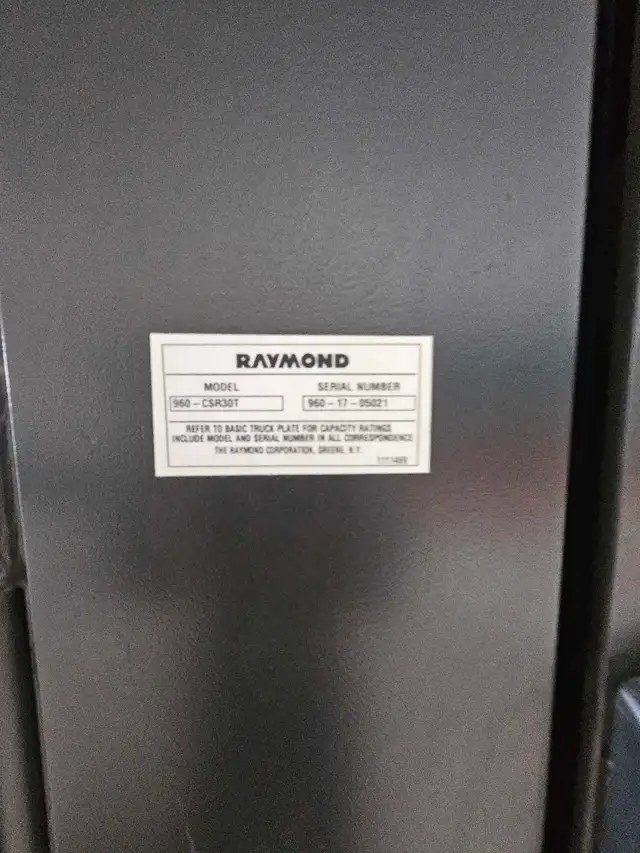 RAYMOND
MODEL SERIAL NUMBER
960-CSR30T 960-17-05021
REFER TO BASIC TRUCK PLATE FOR CAPACITY RATINGS
INCLUDE MODEL AND SERIAL NUMBER IN ALL CORRESPONDENCE
THE RAYMOND CORPORATION, GREENE, N.Y.